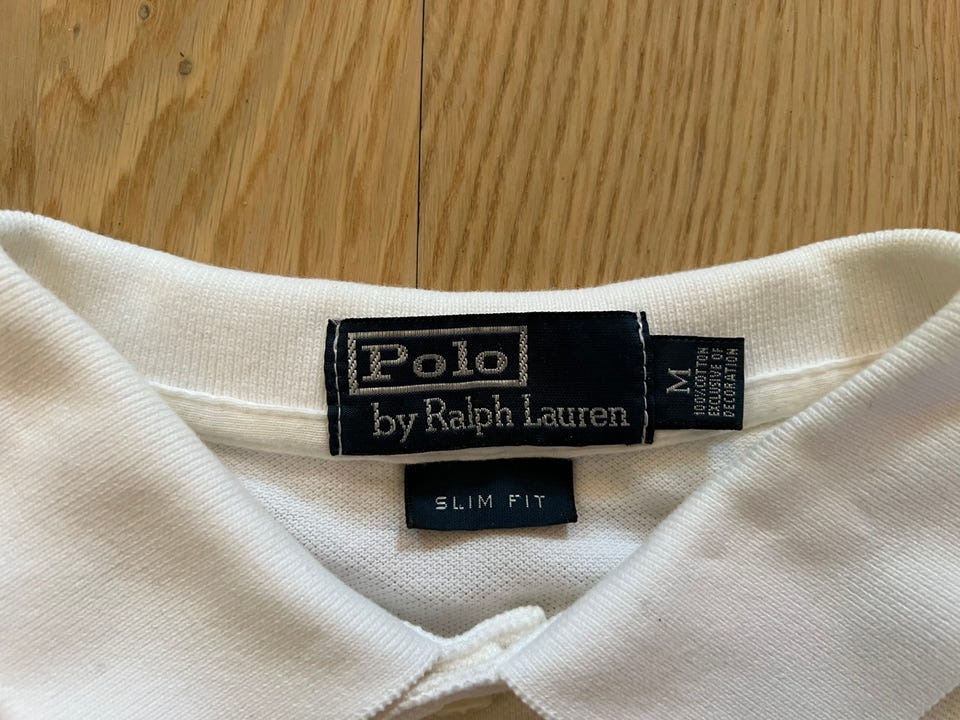 Polo
by Ralph Lauren
M
100% COTTON
EXCLUSIVE OF
DECORATION
SLIM FIT